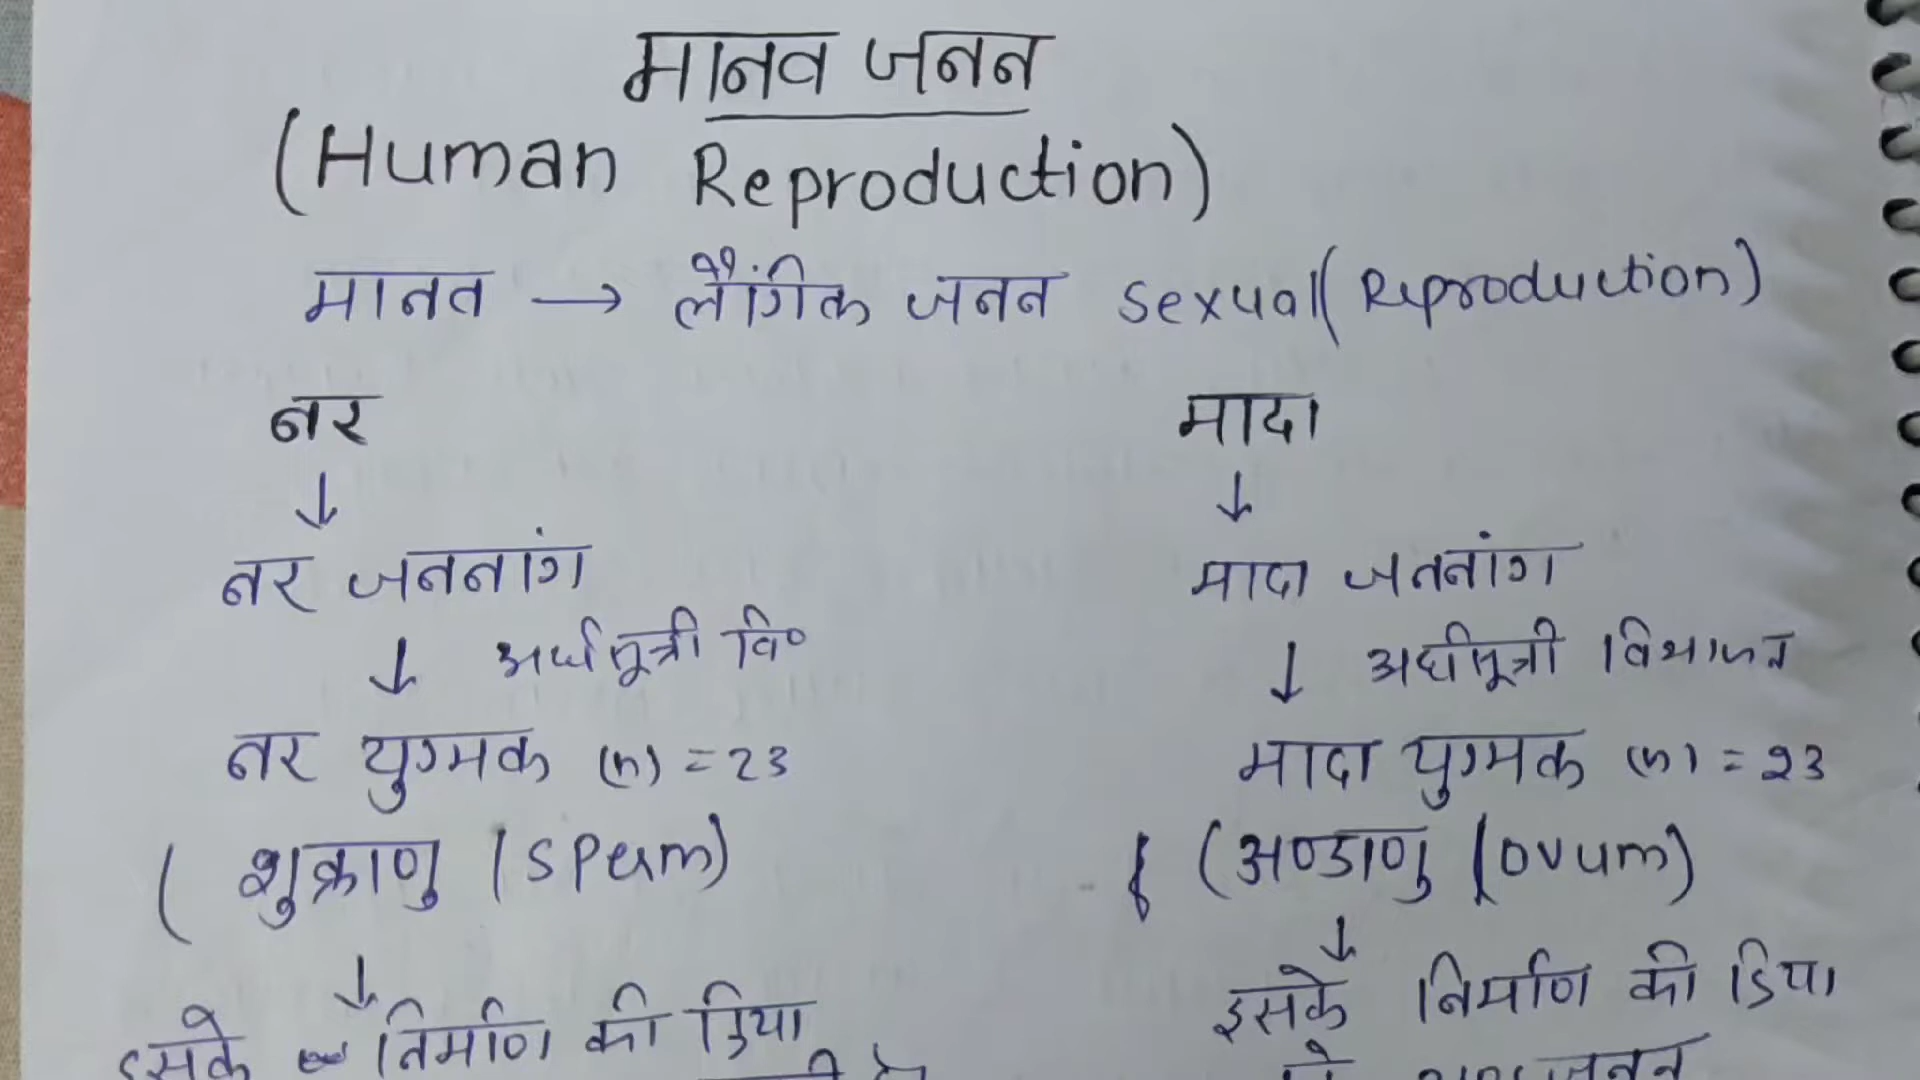 मानव जनन
(Human Reproduction)
मानव → लैंगिक जनन sexual (Reproduction)
नर
मादा
↓
↓
नर जननांग
मादा जननांग
↓ अर्धसूत्री वि०
↓ अर्धसूत्री विभाजन
नर युग्मक (n) = 23
मादा युग्मक (n) = 23
( शुक्राणु (sperm)
(अण्डाणु (ovum)
↓
↓
इसके निर्माण की क्रिया
इसके निर्माण की क्रिया
जनन